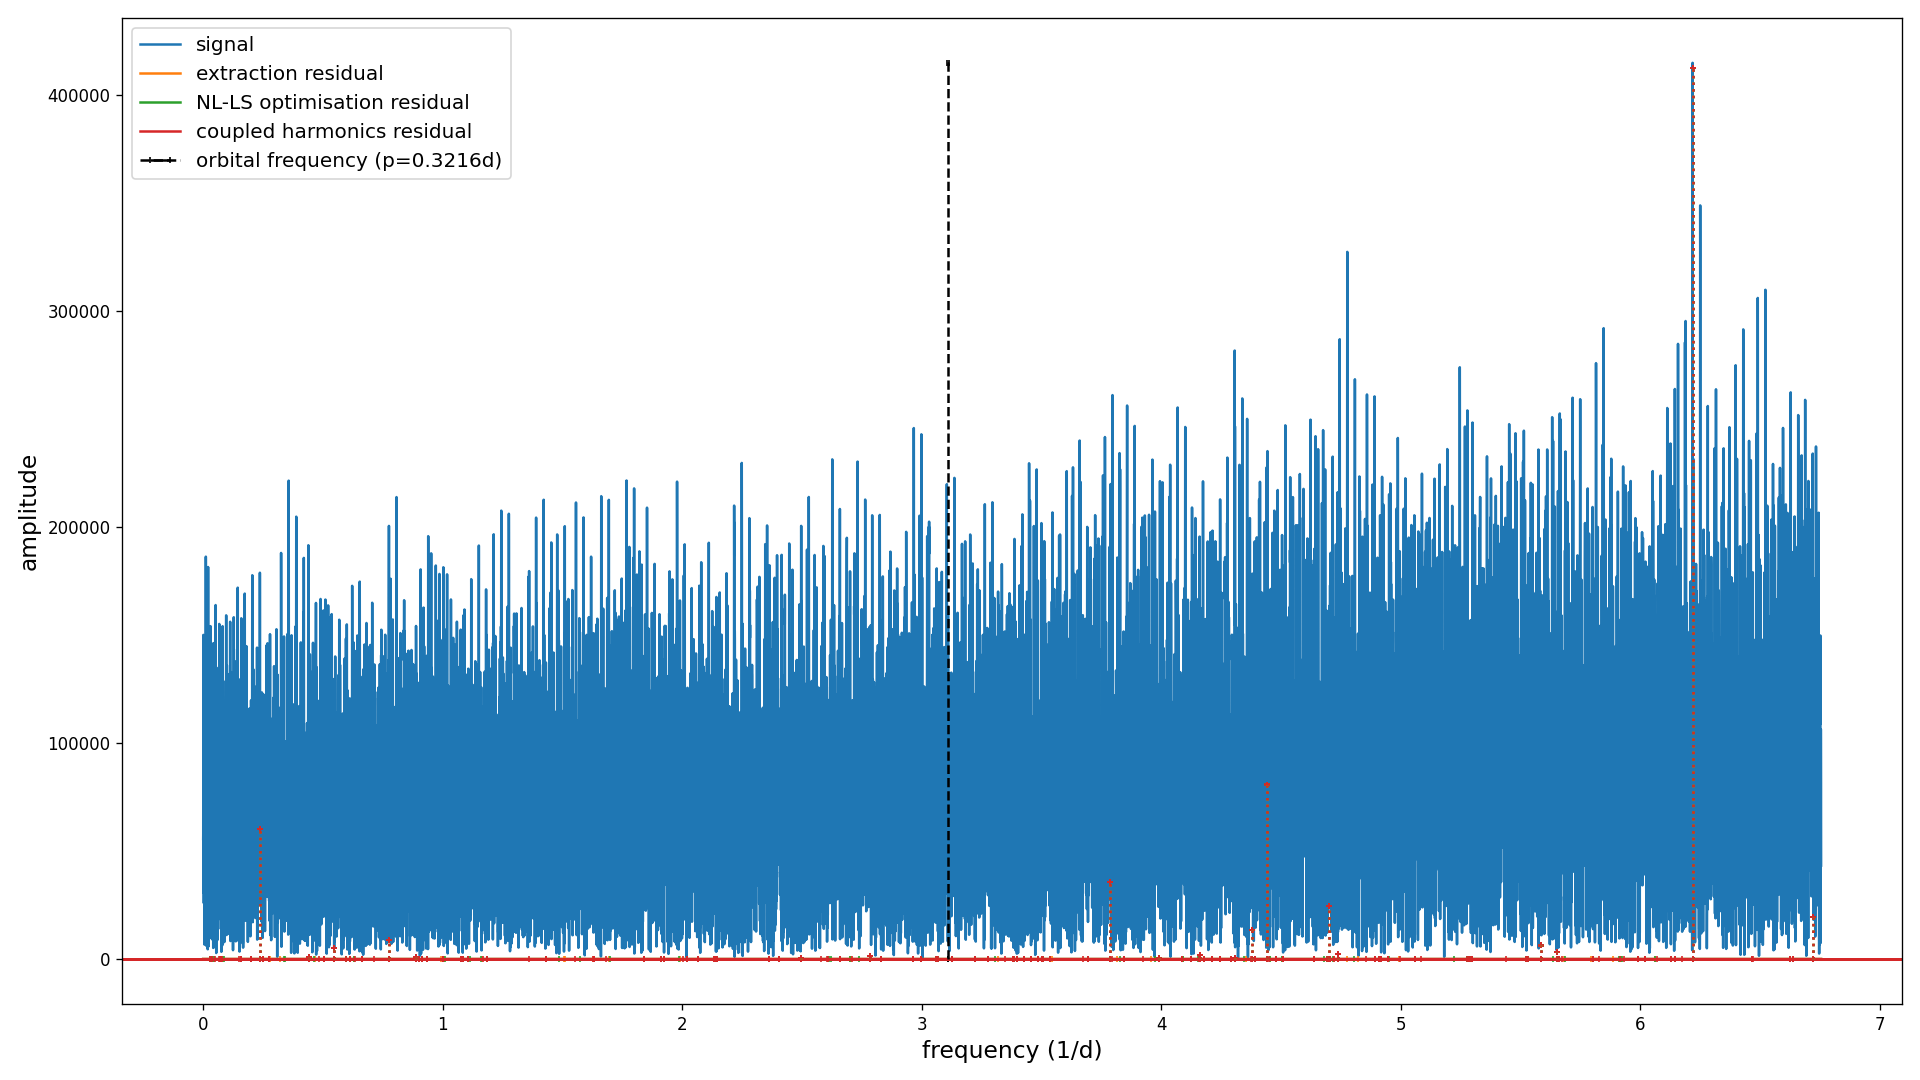 signal
extraction residual
NL-LS optimisation residual
coupled harmonics residual
orbital frequency (p=0.3216d)
400000
300000
200000
100000
0
amplitude
0 1 2 3 4 5 6 7
frequency (1/d)